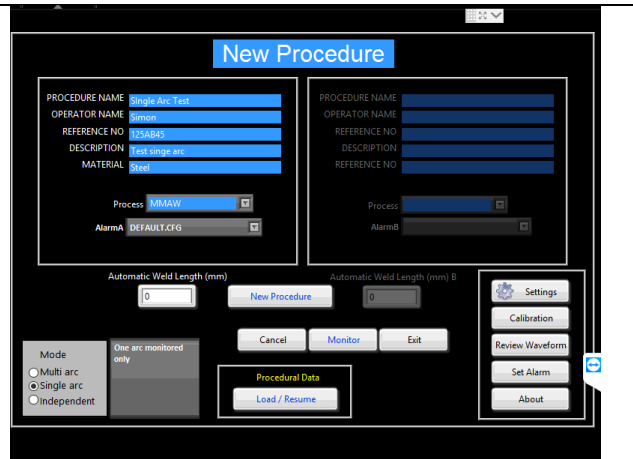 New Procedure
PROCEDURE NAME SIngle Arc Test
OPERATOR NAME Simon
REFERENCE NO 125AB45
DESCRIPTION Test singe arc
MATERIAL Steel
Process MMAW
AlarmA DEFAULT.CFG
PROCEDURE NAME
OPERATOR NAME
REFERENCE NO
DESCRIPTION
REFERENCE NO
Process
AlarmB
Automatic Weld Length (mm)
0
New Procedure
Automatic Weld Length (mm) B
0
Settings
Calibration
Review Waveform
Set Alarm
About
Cancel
Monitor
Exit
Mode
Multi arc
Single arc
Independent
One arc monitored
only
Procedural Data
Load / Resume